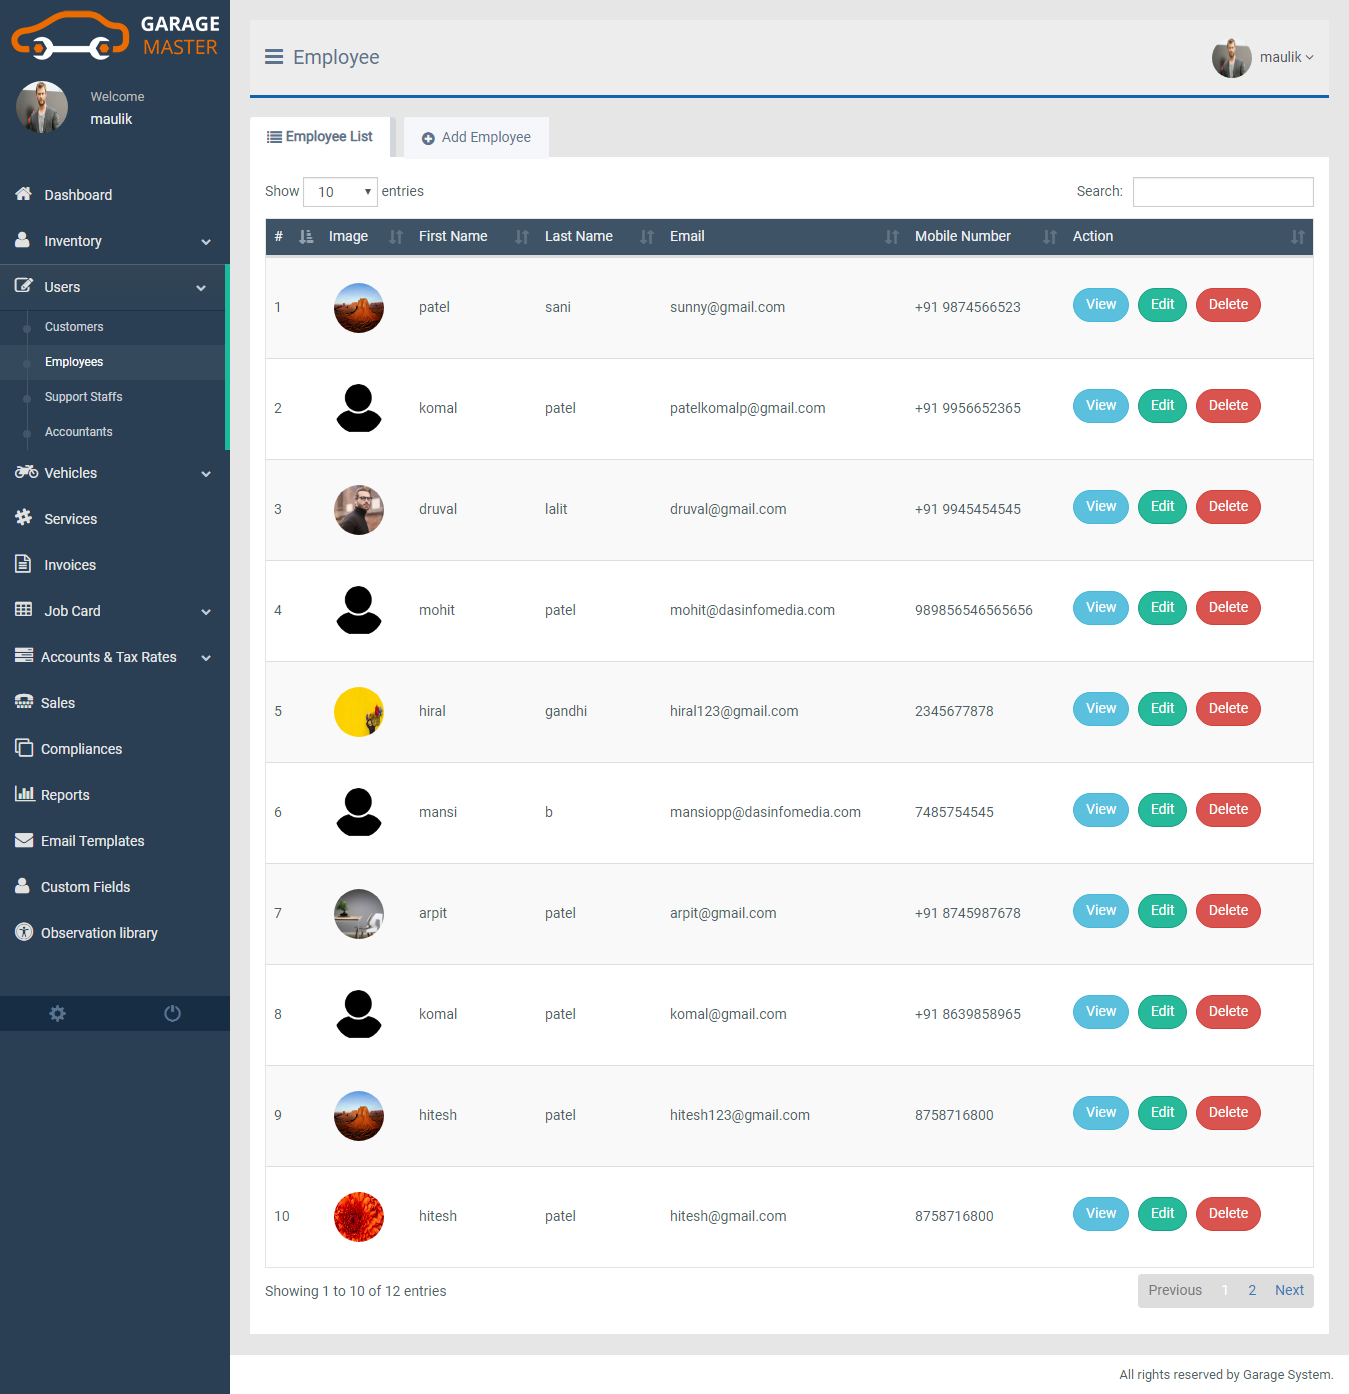 GARAGE
MASTER
Welcome
maulik
Dashboard
Inventory
Users
Customers
Employees
Support Staffs
Accountants
Vehicles
Services
Invoices
Job Card
Accounts & Tax Rates
Sales
Compliances
Reports
Email Templates
Custom Fields
Observation library
Employee
maulik
Employee List
Add Employee
Show 10 entries
Search:
# Image First Name Last Name Email Mobile Number Action
1 patel sani sunny@gmail.com +91 9874566523 View Edit Delete
2 komal patel patelkomalp@gmail.com +91 9956652365 View Edit Delete
3 druval lalit druval@gmail.com +91 9945454545 View Edit Delete
4 mohit patel mohit@dasinfomedia.com 989856546565656 View Edit Delete
5 hiral gandhi hiral123@gmail.com 2345677878 View Edit Delete
6 mansi b mansiopp@dasinfomedia.com 7485754545 View Edit Delete
7 arpit patel arpit@gmail.com +91 8745987678 View Edit Delete
8 komal patel komal@gmail.com +91 8639858965 View Edit Delete
9 hitesh patel hitesh123@gmail.com 8758716800 View Edit Delete
10 hitesh patel hitesh@gmail.com 8758716800 View Edit Delete
Showing 1 to 10 of 12 entries
Previous 1 2 Next
All rights reserved by Garage System.